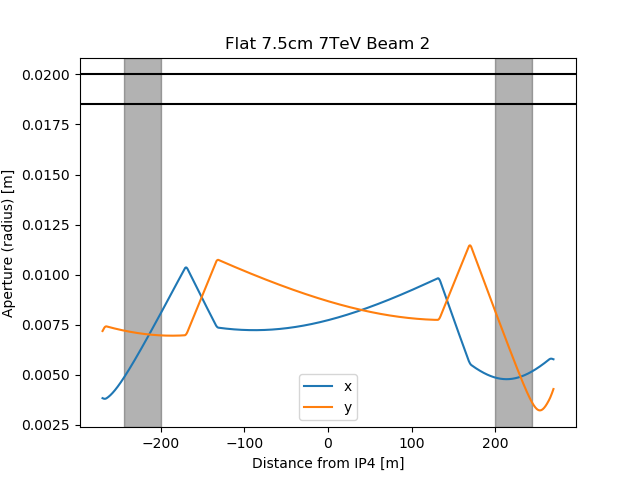 Flat 7.5cm 7TeV Beam 2
Aperture (radius) [m]
0.0200
0.0175
0.0150
0.0125
0.0100
0.0075
0.0050
0.0025
x
y
−200
−100
0
100
200
Distance from IP4 [m]